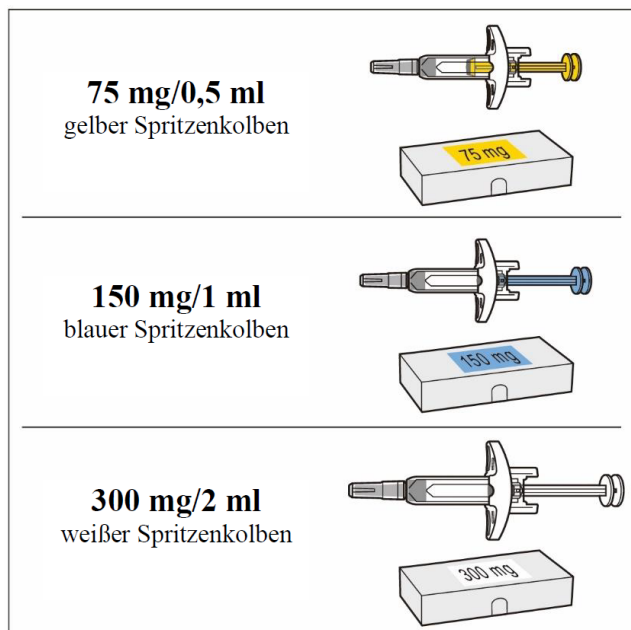 75 mg/0,5 ml
gelber Spritzenkolben
75 mg
150 mg/1 ml
blauer Spritzenkolben
150 mg
300 mg/2 ml
weißer Spritzenkolben
300 mg